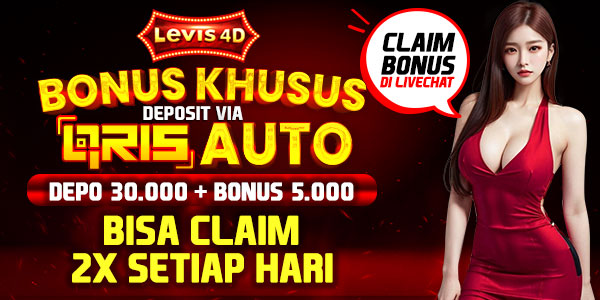 LEVIS 4D
BONUS KHUSUS
DEPOSIT VIA
QRIS AUTO
DEPO 30.000 + BONUS 5.000
BISA CLAIM
2X SETIAP HARI
CLAIM
BONUS
DI LIVECHAT